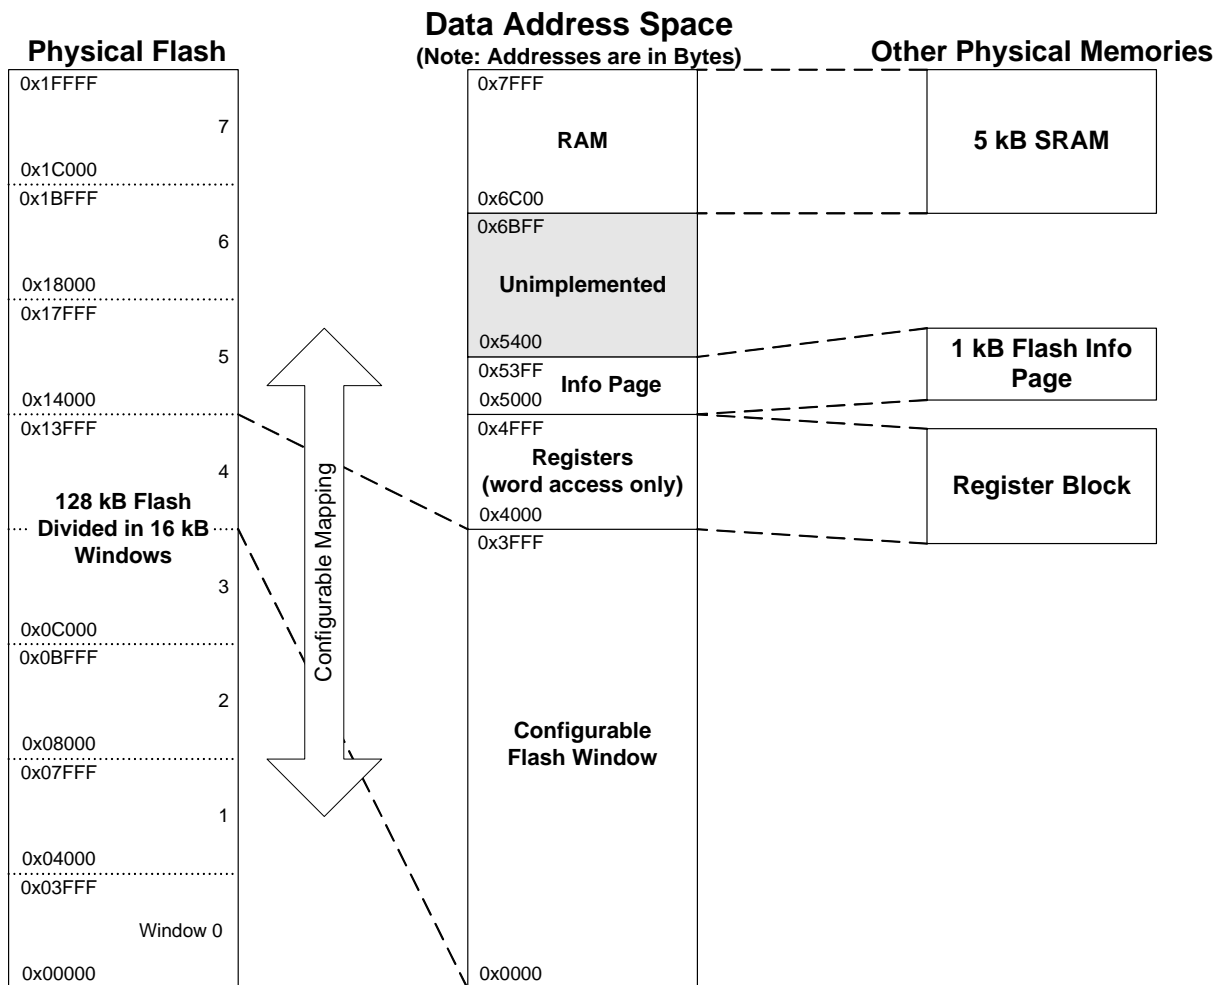 Physical Flash
0x1FFFF
7
0x1C000
0x1BFFF
6
0x18000
0x17FFF
5
0x14000
0x13FFF
4
128 kB Flash
Divided in 16 kB
Windows
3
0x0C000
0x0BFFF
2
0x08000
0x07FFF
1
0x04000
0x03FFF
Window 0
0x00000
Configurable Mapping
Data Address Space
(Note: Addresses are in Bytes)
0x7FFF
RAM
0x6C00
0x6BFF
Unimplemented
0x5400
0x53FF
Info Page
0x5000
0x4FFF
Registers
(word access only)
0x4000
0x3FFF
Configurable
Flash Window
0x0000
Other Physical Memories
5 kB SRAM
1 kB Flash Info
Page
Register Block